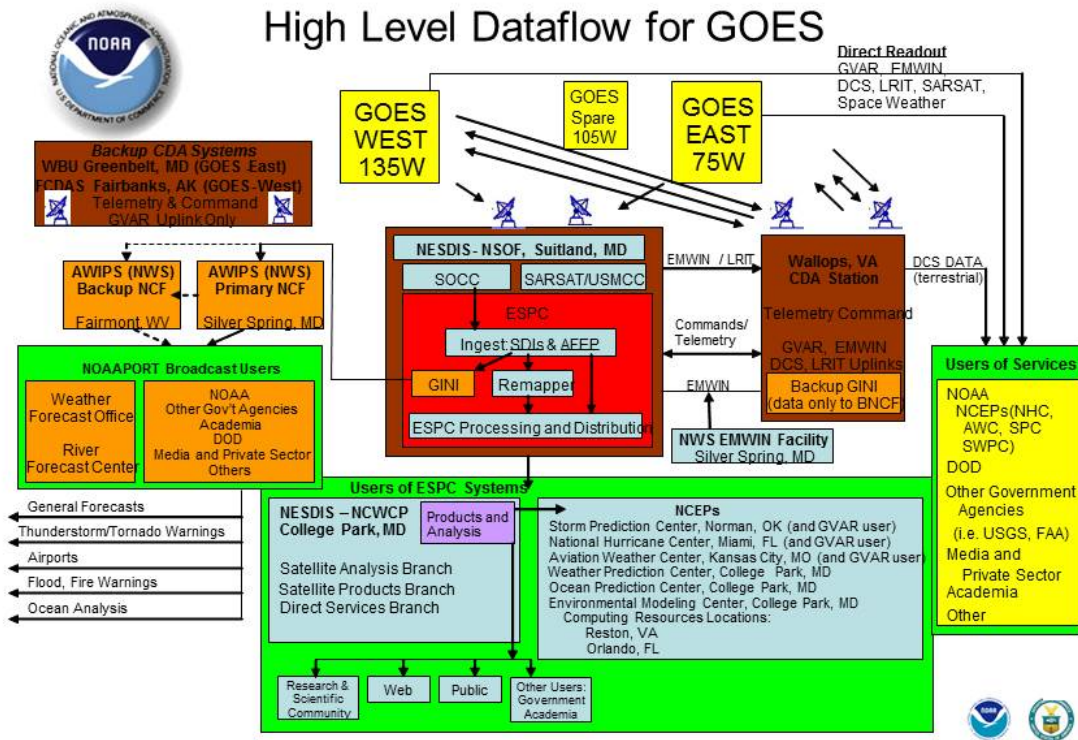 High Level Dataflow for GOES
NATIONAL OCEANIC AND ATMOSPHERIC ADMINISTRATION
NOAA
U.S. DEPARTMENT OF COMMERCE
Direct Readout
GVAR, EMWIN,
DCS, LRIT, SARSAT,
Space Weather
GOES
WEST
135W
GOES
Spare
105W
GOES
EAST
75W
Backup CDA Systems
WBU Greenbelt, MD (GOES -East)
FCDAS Fairbanks, AK (GOES-West)
Telemetry & Command
GVAR Uplink Only
AWIPS (NWS)
Backup NCF
Fairmont, WV
AWIPS (NWS)
Primary NCF
Silver Spring, MD
NESDIS- NSOF, Suitland, MD
SOCC
SARSAT/USMCC
ESPC
Ingest: SDIs & AFEP
GINI
Remapper
ESPC Processing and Distribution
EMWIN / LRIT
Commands/
Telemetry
EMWIN
Wallops, VA
CDA Station
Telemetry Command
GVAR, EMWIN
DCS, LRIT Uplinks
Backup GINI
(data only to BNCF)
DCS DATA
(terrestrial)
NWS EMWIN Facility
Silver Spring, MD
NOAAPORT Broadcast Users
Weather
Forecast Office
River
Forecast Center
NOAA
Other Gov't Agencies
Academia
DOD
Media and Private Sector
Others
General Forecasts
Thunderstorm/Tornado Warnings
Airports
Flood, Fire Warnings
Ocean Analysis
Users of ESPC Systems
NESDIS – NCWCP
College Park, MD
Products and
Analysis
Satellite Analysis Branch
Satellite Products Branch
Direct Services Branch
NCEPs
Storm Prediction Center, Norman, OK (and GVAR user)
National Hurricane Center, Miami, FL (and GVAR user)
Aviation Weather Center, Kansas City, MO (and GVAR user)
Weather Prediction Center, College Park, MD
Ocean Prediction Center, College Park, MD
Environmental Modeling Center, College Park, MD
Computing Resources Locations:
Reston, VA
Orlando, FL
Research &
Scientific
Community
Web
Public
Other Users:
Government
Academia
Users of Services
NOAA
NCEPs(NHC,
AWC, SPC
SWPC)
DOD
Other Government
Agencies
(i.e. USGS, FAA)
Media and
Private Sector
Academia
Other
NOAA